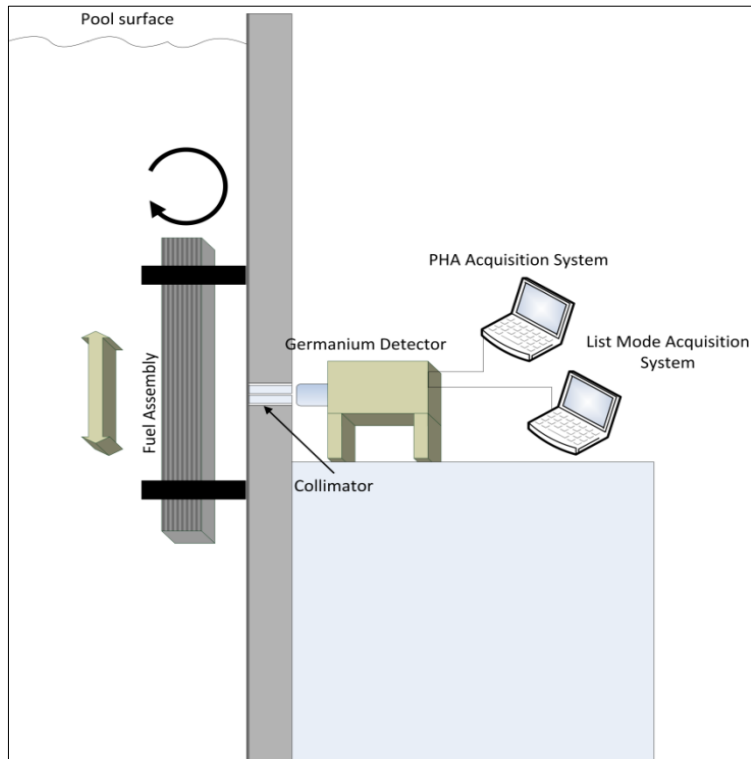 Pool surface
PHA Acquisition System
Germanium Detector
List Mode Acquisition
System
Fuel Assembly
Collimator